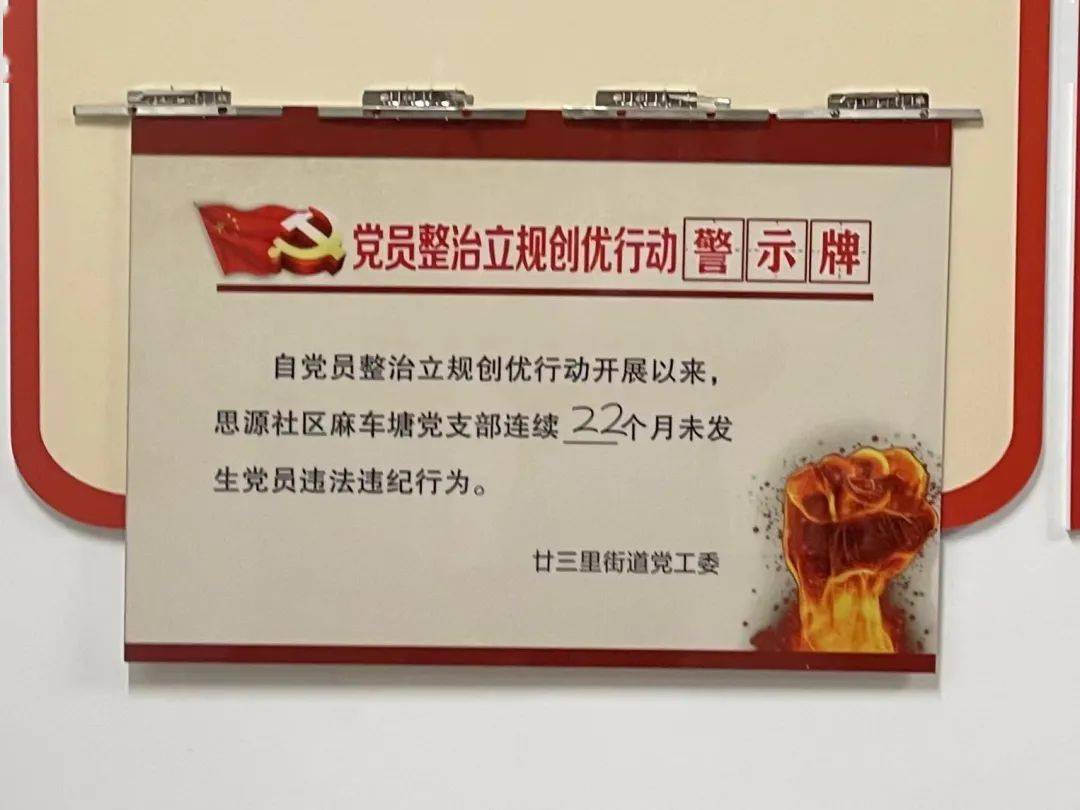 党员整治立规创优行动警示牌
自党员整治立规创优行动开展以来，
思源社区麻车塘党支部连续22个月未发
生党员违法违纪行为。
廿三里街道党工委